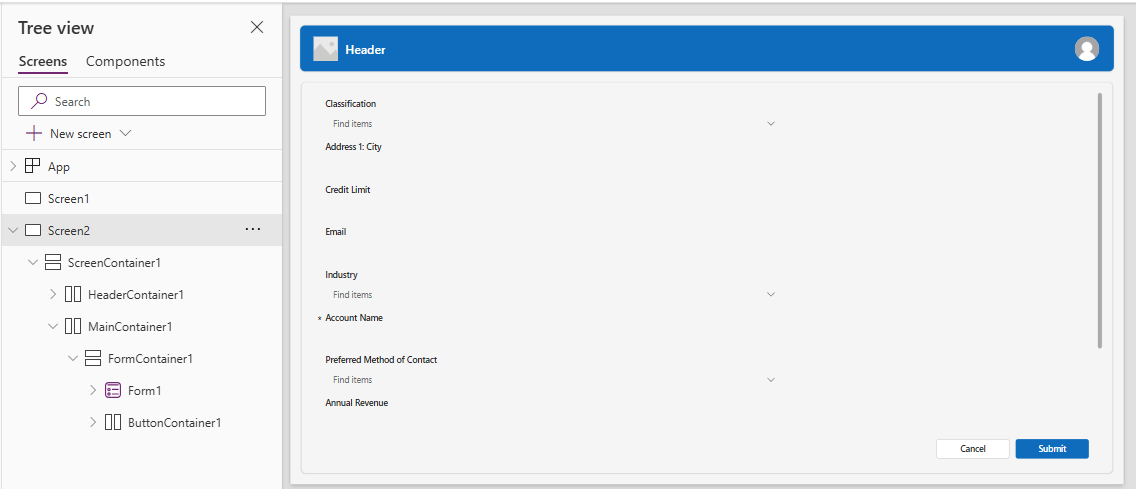 Tree view
Screens
Components
Search
New screen
App
Screen1
Screen2
ScreenContainer1
HeaderContainer1
MainContainer1
FormContainer1
Form1
ButtonContainer1
Header
Classification
Find items
Address 1: City
Credit Limit
Email
Industry
Find items
* Account Name
Preferred Method of Contact
Find items
Annual Revenue
Cancel
Submit